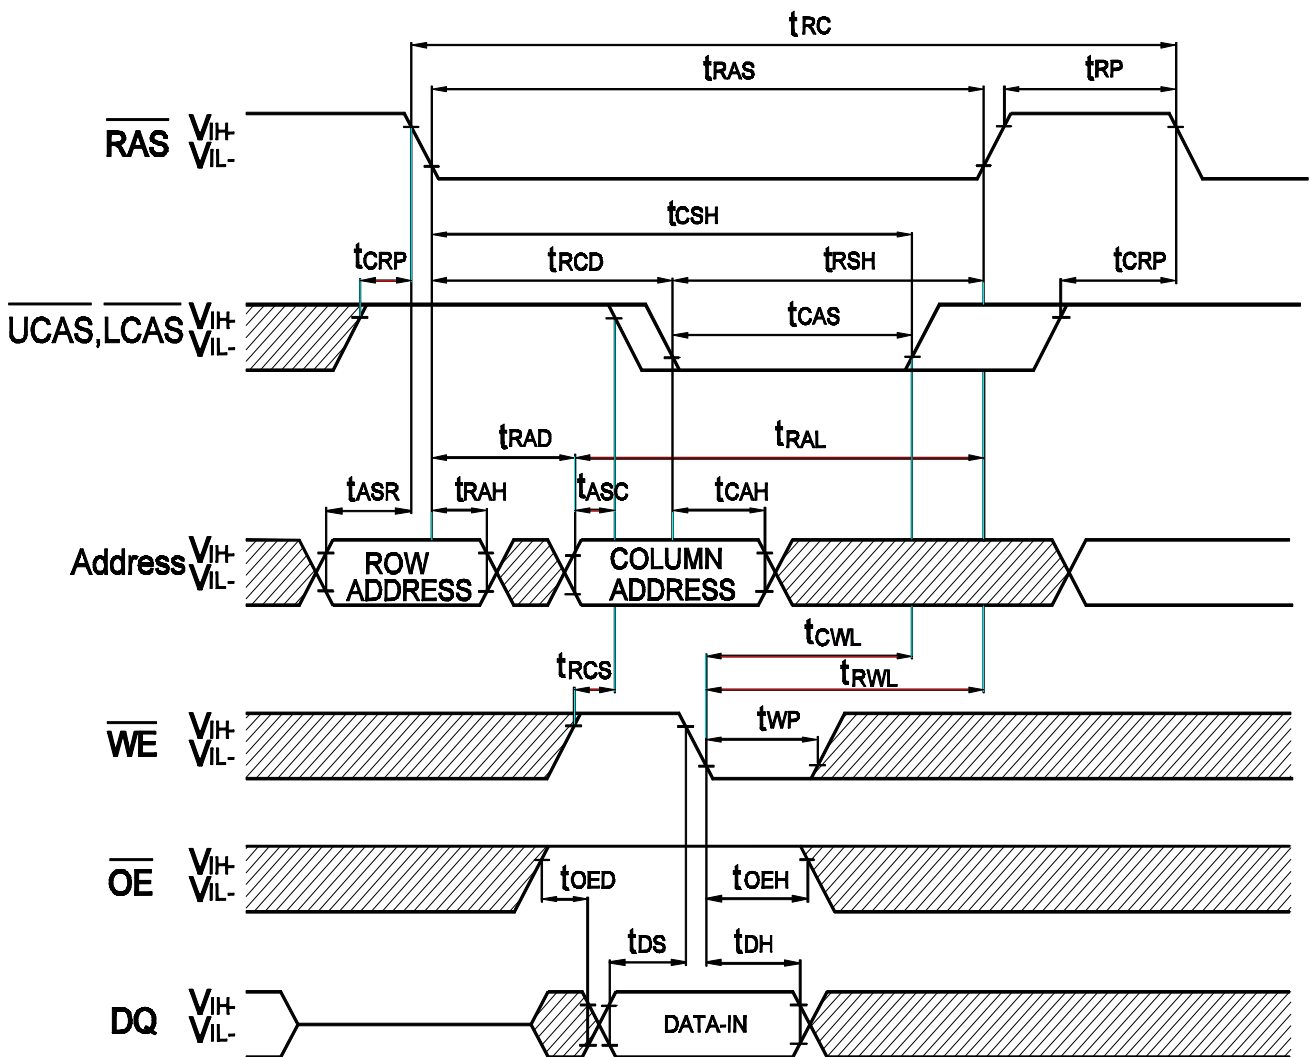 tRC
tRAS
tRP
RAS VIH-
VIL-
tCSH
tCRP
tRCD
tRSH
tCRP
UCAS, LCAS VIH-
VIL-
tCAS
tRAD
tRAL
tASR
tRAH
tASC
tCAH
Address VIH-
VIL-
ROW
ADDRESS
COLUMN
ADDRESS
tCWL
tRCS
tRWL
WE VIH-
VIL-
tWP
OE VIH-
VIL-
tOED
tOEH
tDS
tDH
DQ VIH-
VIL-
DATA-IN